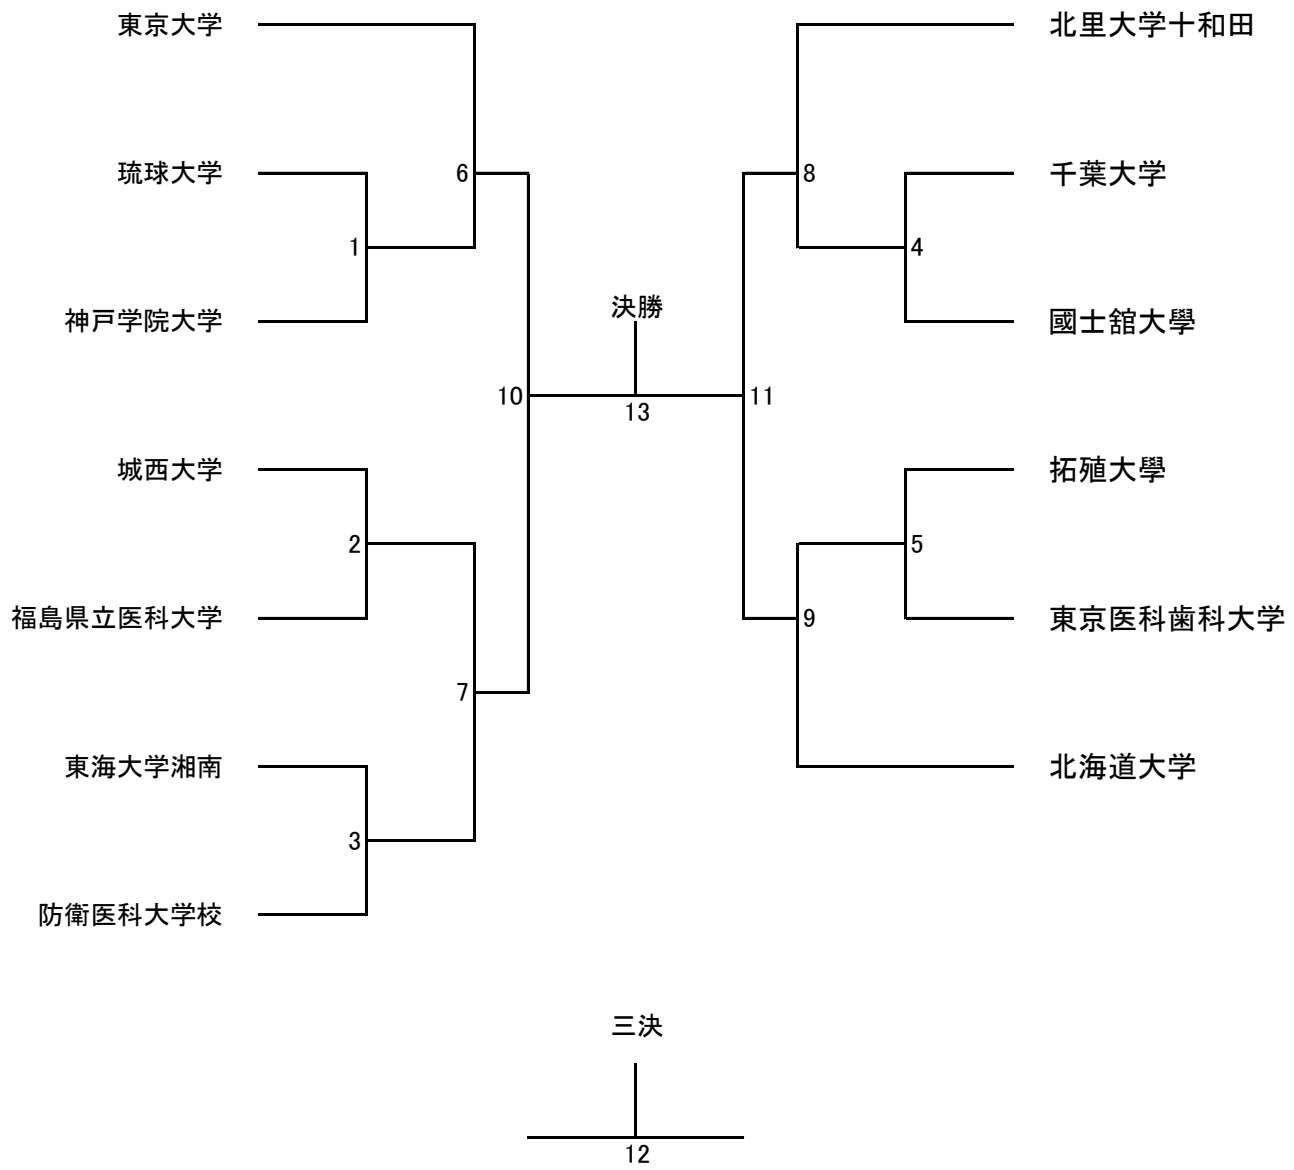 東京大学
北里大学十和田
琉球大学
6
8
千葉大学
1
4
神戸学院大学
決勝
國士舘大學
10
13
11
城西大学
拓殖大學
2
5
福島県立医科大学
9
東京医科歯科大学
7
東海大学湘南
北海道大学
3
防衛医科大学校
三決
12